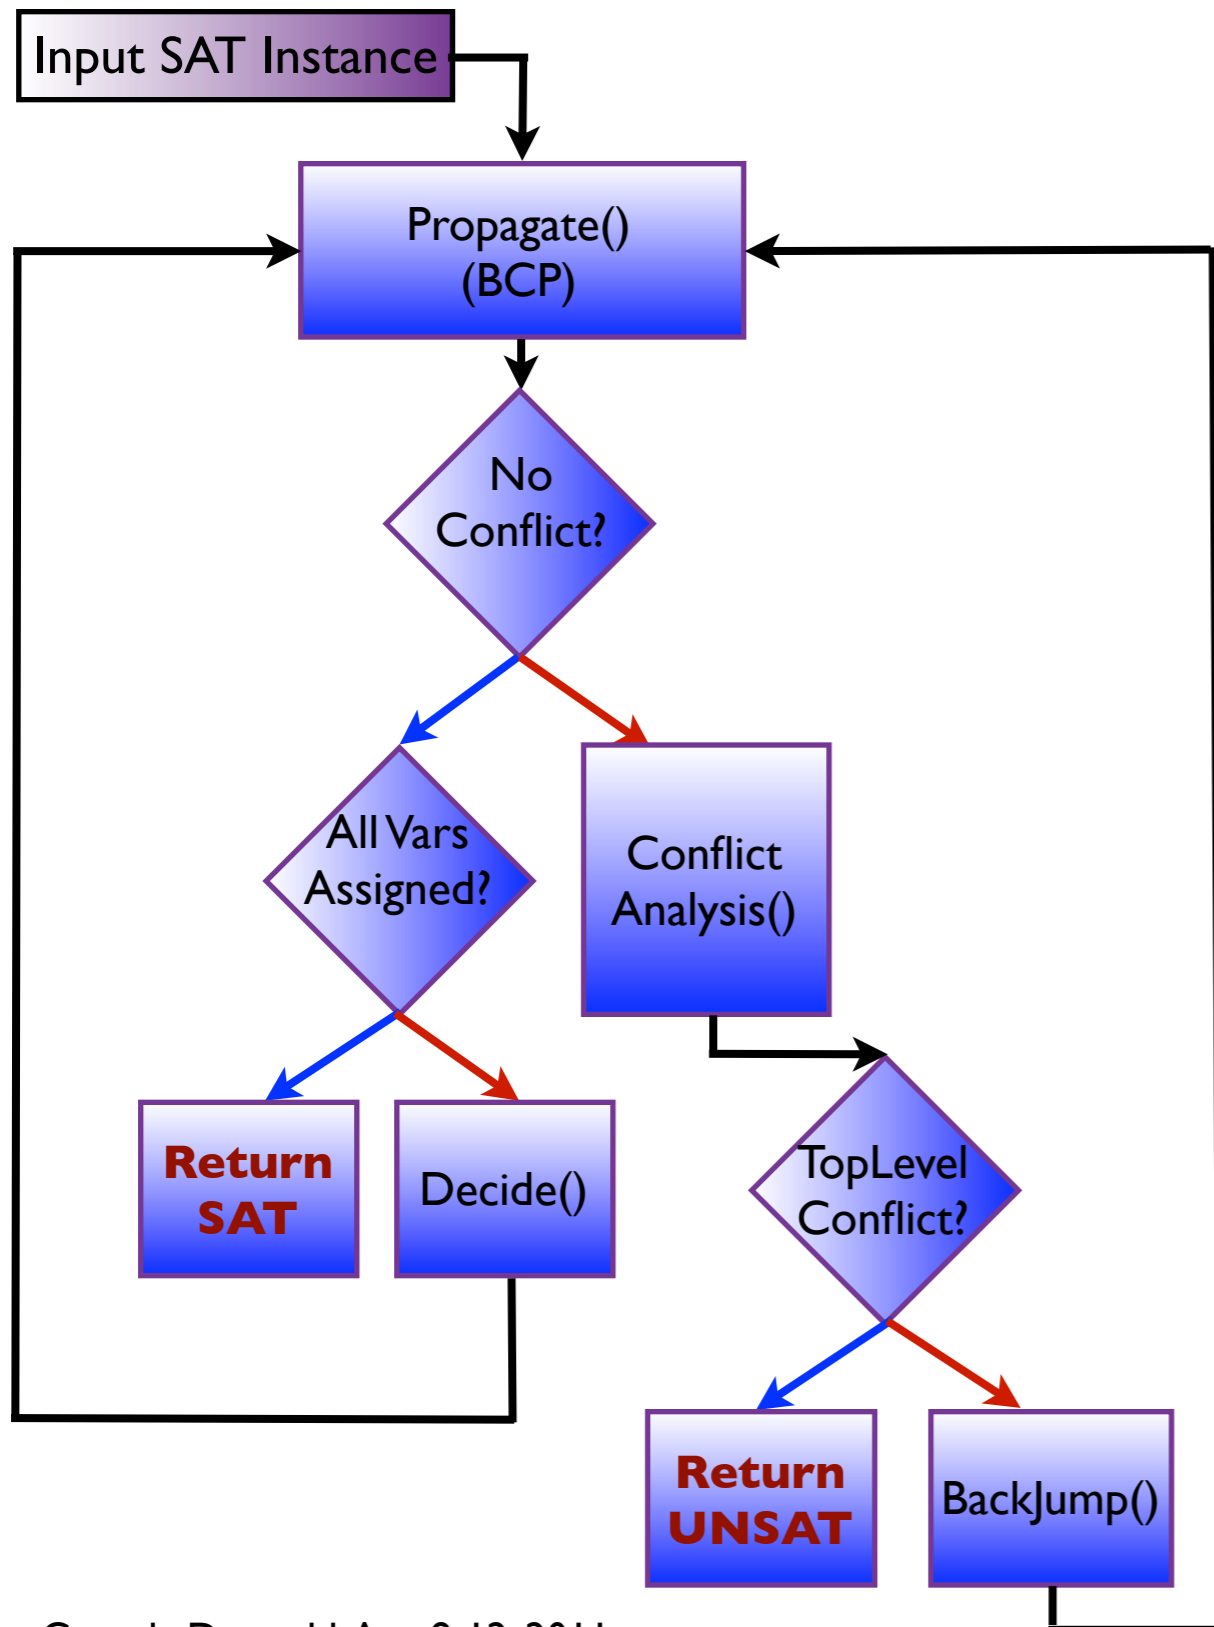 Input SAT Instance
Propagate()
(BCP)
No
Conflict?
All Vars
Assigned?
Conflict
Analysis()
Return
SAT
Decide()
TopLevel
Conflict?
Return
UNSAT
BackJump()